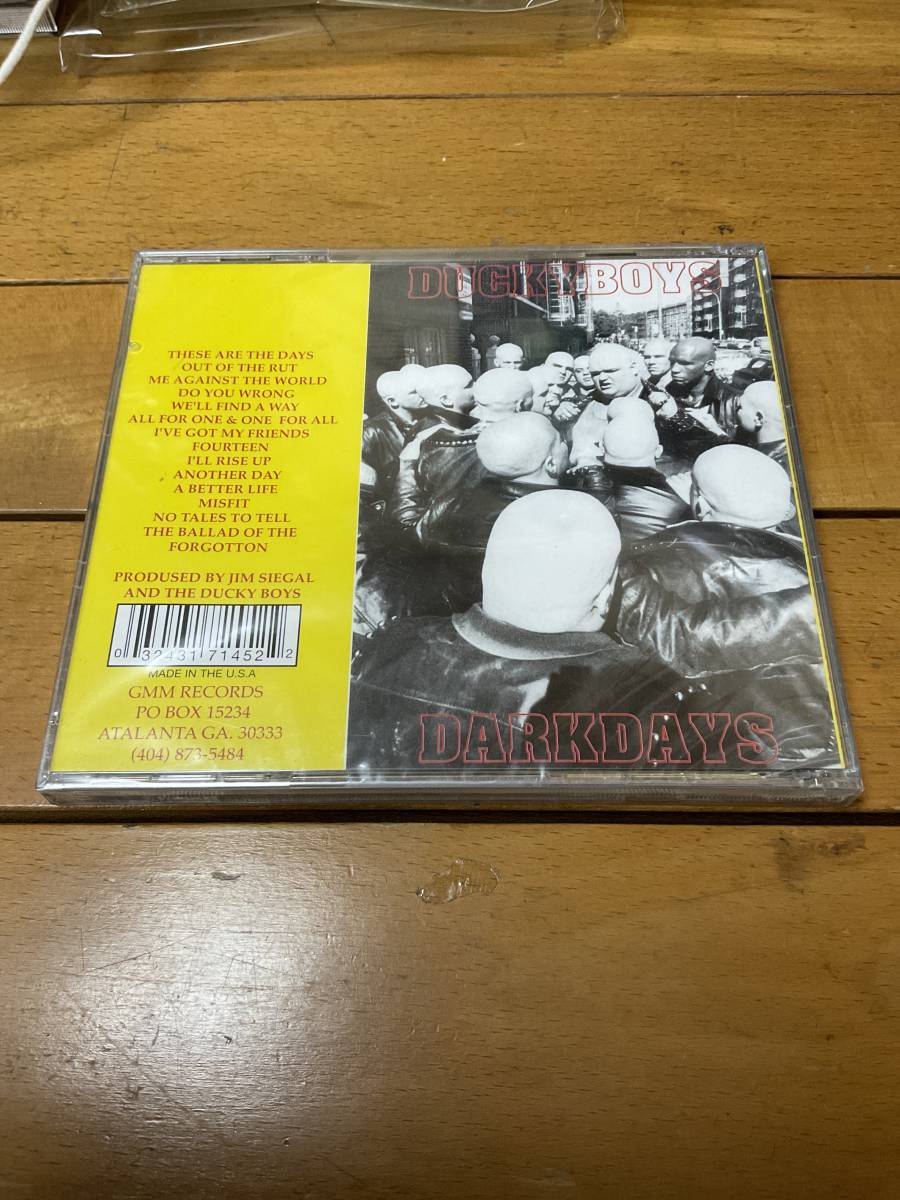 THESE ARE THE DAYS
OUT OF THE RUT
ME AGAINST THE WORLD
DO YOU WRONG
WE'LL FIND A WAY
ALL FOR ONE & ONE FOR ALL
I'VE GOT MY FRIENDS
FOURTEEN
I'LL RISE UP
ANOTHER DAY
A BETTER LIFE
MISFIT
NO TALES TO TELL
THE BALLAD OF THE
FORGOTTON
PRODUSED BY JIM SIEGAL
AND THE DUCKY BOYS
0 32431 71452 2
MADE IN THE U.S.A
GMM RECORDS
PO BOX 15234
ATALANTA GA. 30333
(404) 873-5484
DUCKYBOYS
DARKDAYS